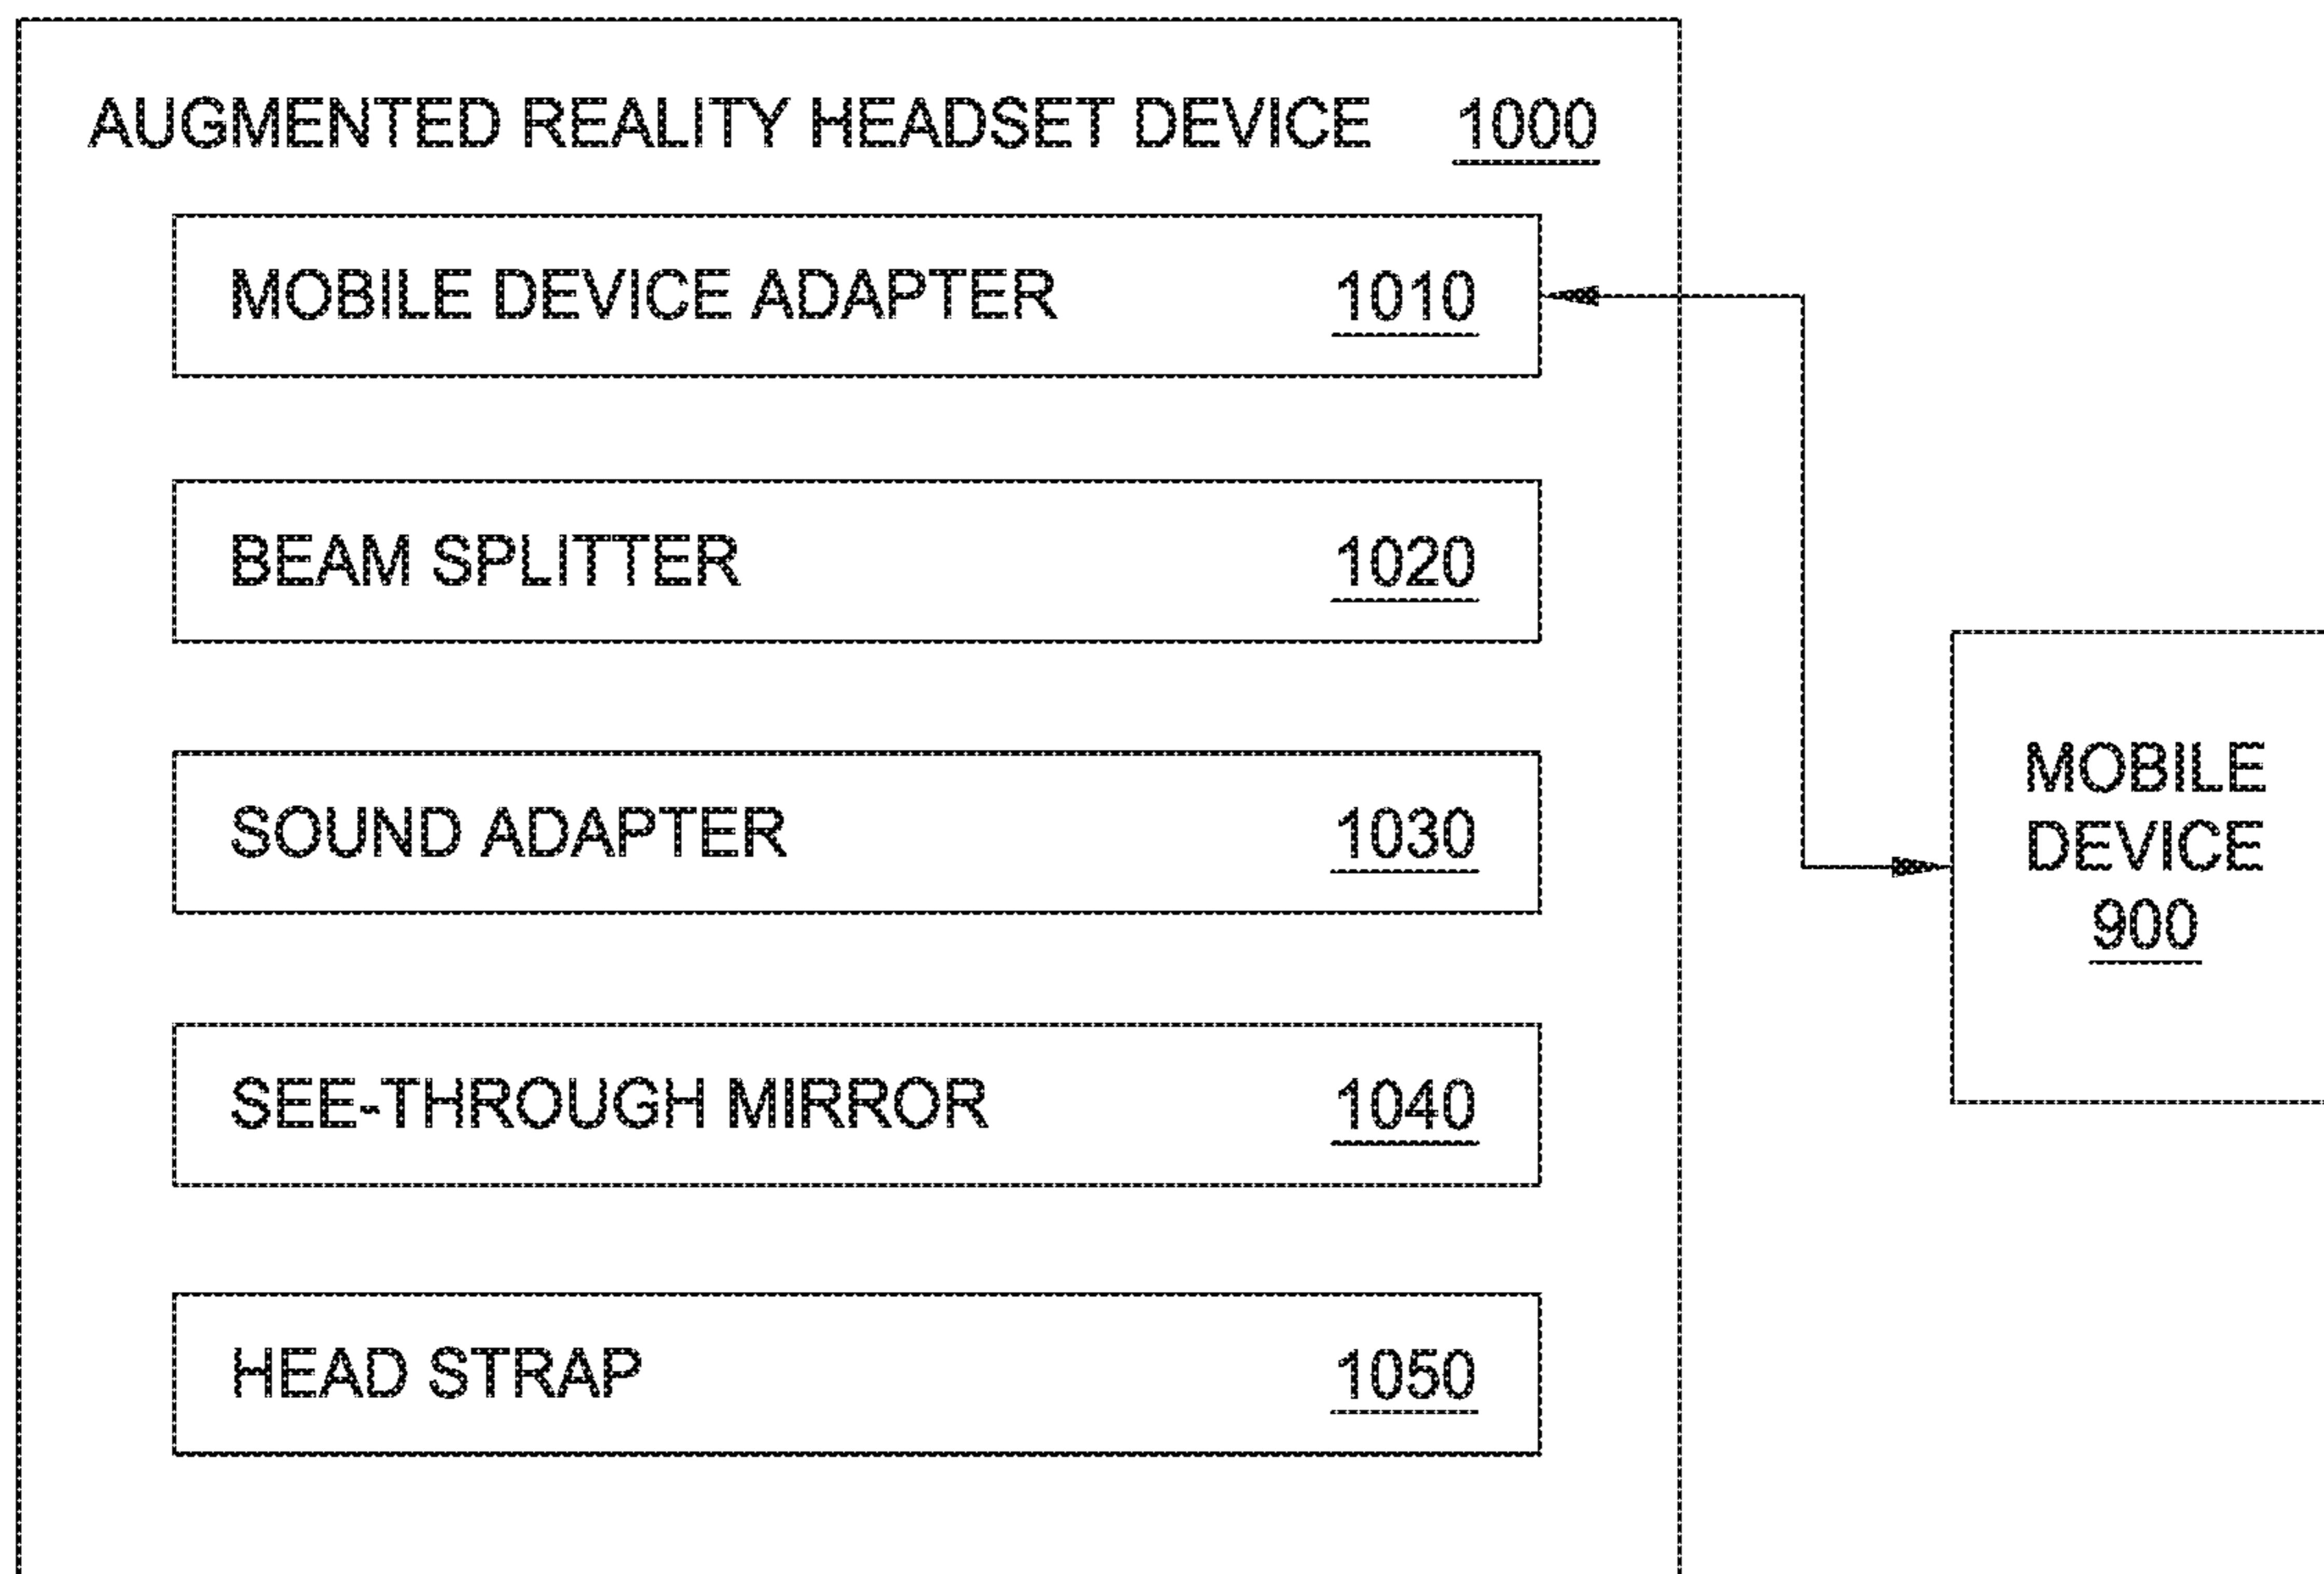 AUGMENTED REALITY HEADSET DEVICE 1000
MOBILE DEVICE ADAPTER 1010
BEAM SPLITTER 1020
SOUND ADAPTER 1030
SEE-THROUGH MIRROR 1040
HEAD STRAP 1050
MOBILE
DEVICE
900